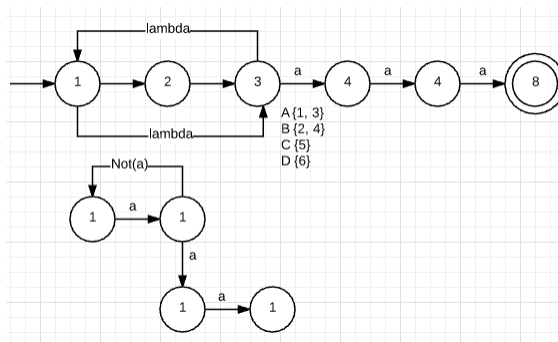 lambda
1 2 3 a 4 a 4 a 8
lambda
A {1, 3}
B {2, 4}
C {5}
D {6}
Not(a)
1 a 1
a
1 a 1